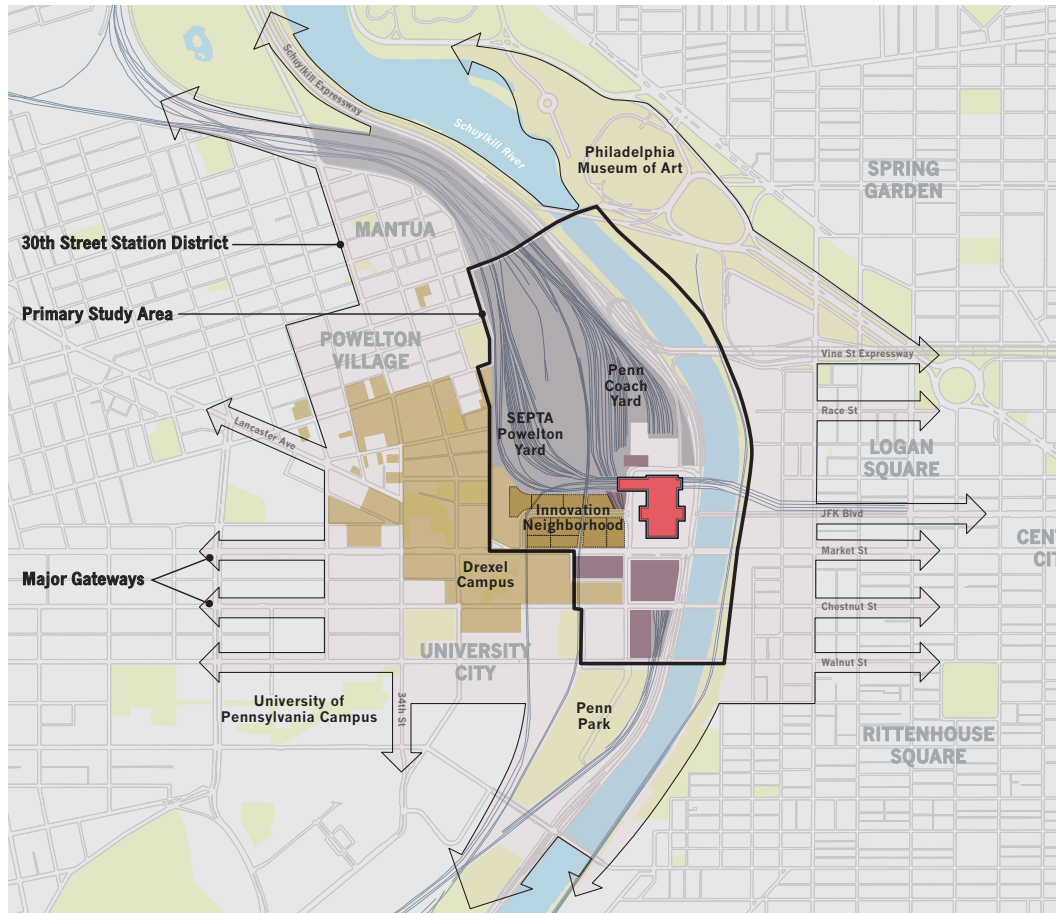 Schuylkill Expressway
Schuylkill River
Philadelphia
Museum of Art
SPRING
GARDEN
30th Street Station District
MANTUA
Primary Study Area
POWELTON
VILLAGE
Vine St Expressway
Penn
Coach
Yard
Race St
SEPTA
Powelton
Yard
Lancaster Ave
LOGAN
SQUARE
Innovation
Neighborhood
JFK Blvd
CENT
CITY
Market St
Major Gateways
Drexel
Campus
Chestnut St
UNIVERSITY
CITY
Walnut St
University of
Pennsylvania Campus
34th St
Penn
Park
RITTENHOUSE
SQUARE